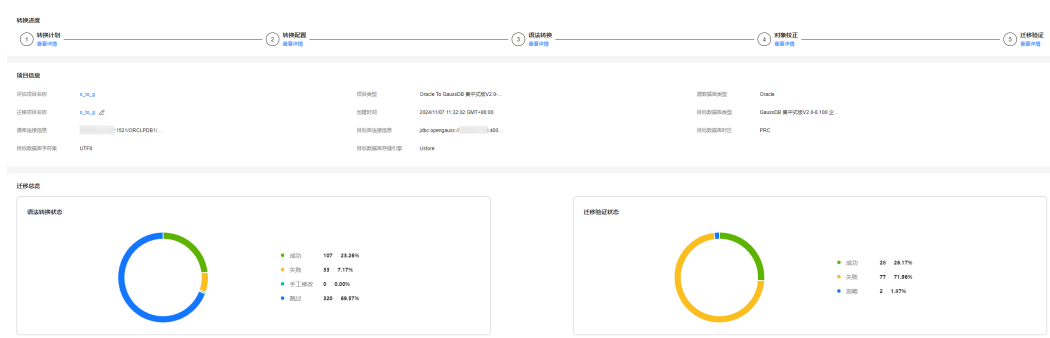 转换进度
1 转换计划 2 转换配置 3 语法转换 4 对象校正 5 迁移验证
查看详情 查看详情 查看详情 查看详情 查看详情
项目信息
评估项目名称 o_to_g 项目类型 Oracle To GaussDB 集中式版V2.0-... 源数据库类型 Oracle
迁移项目名称 o_to_g 创建时间 2024/11/07 11:32:02 GMT+08:00 目标数据库类型 GaussDB 集中式版V2.0-8.100 企...
源库连接信息 :1521/ORCLPDB1/... 目标库连接信息 jdbc:opengauss:// :400... 目标数据库时区 PRC
目标数据库字符集 UTF8 目标数据库存储引擎 Ustore
迁移总览
语法转换状态 迁移验证状态
成功 107 23.26%
失败 33 7.17%
手工修改 0 0.00%
跳过 320 69.57%
成功 28 26.17%
失败 77 71.96%
忽略 2 1.87%